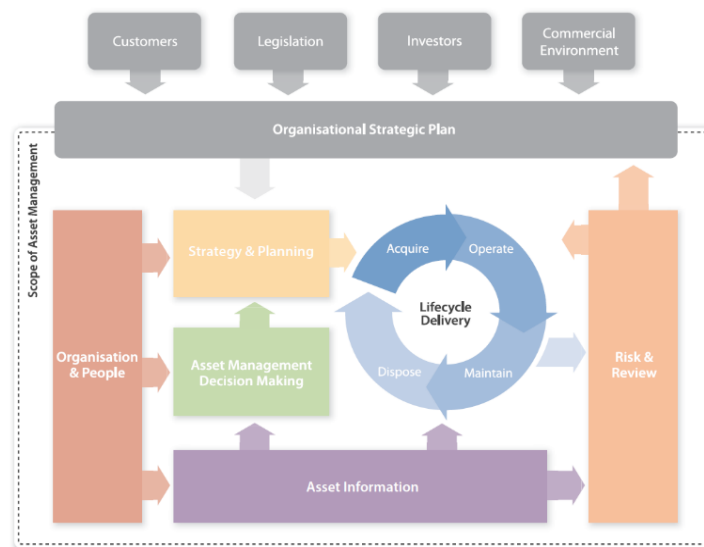 Customers
Legislation
Investors
Commercial
Environment
Organisational Strategic Plan
Scope of Asset Management
Strategy & Planning
Acquire
Operate
Lifecycle
Delivery
Organisation
& People
Asset Management
Decision Making
Dispose
Maintain
Risk &
Review
Asset Information